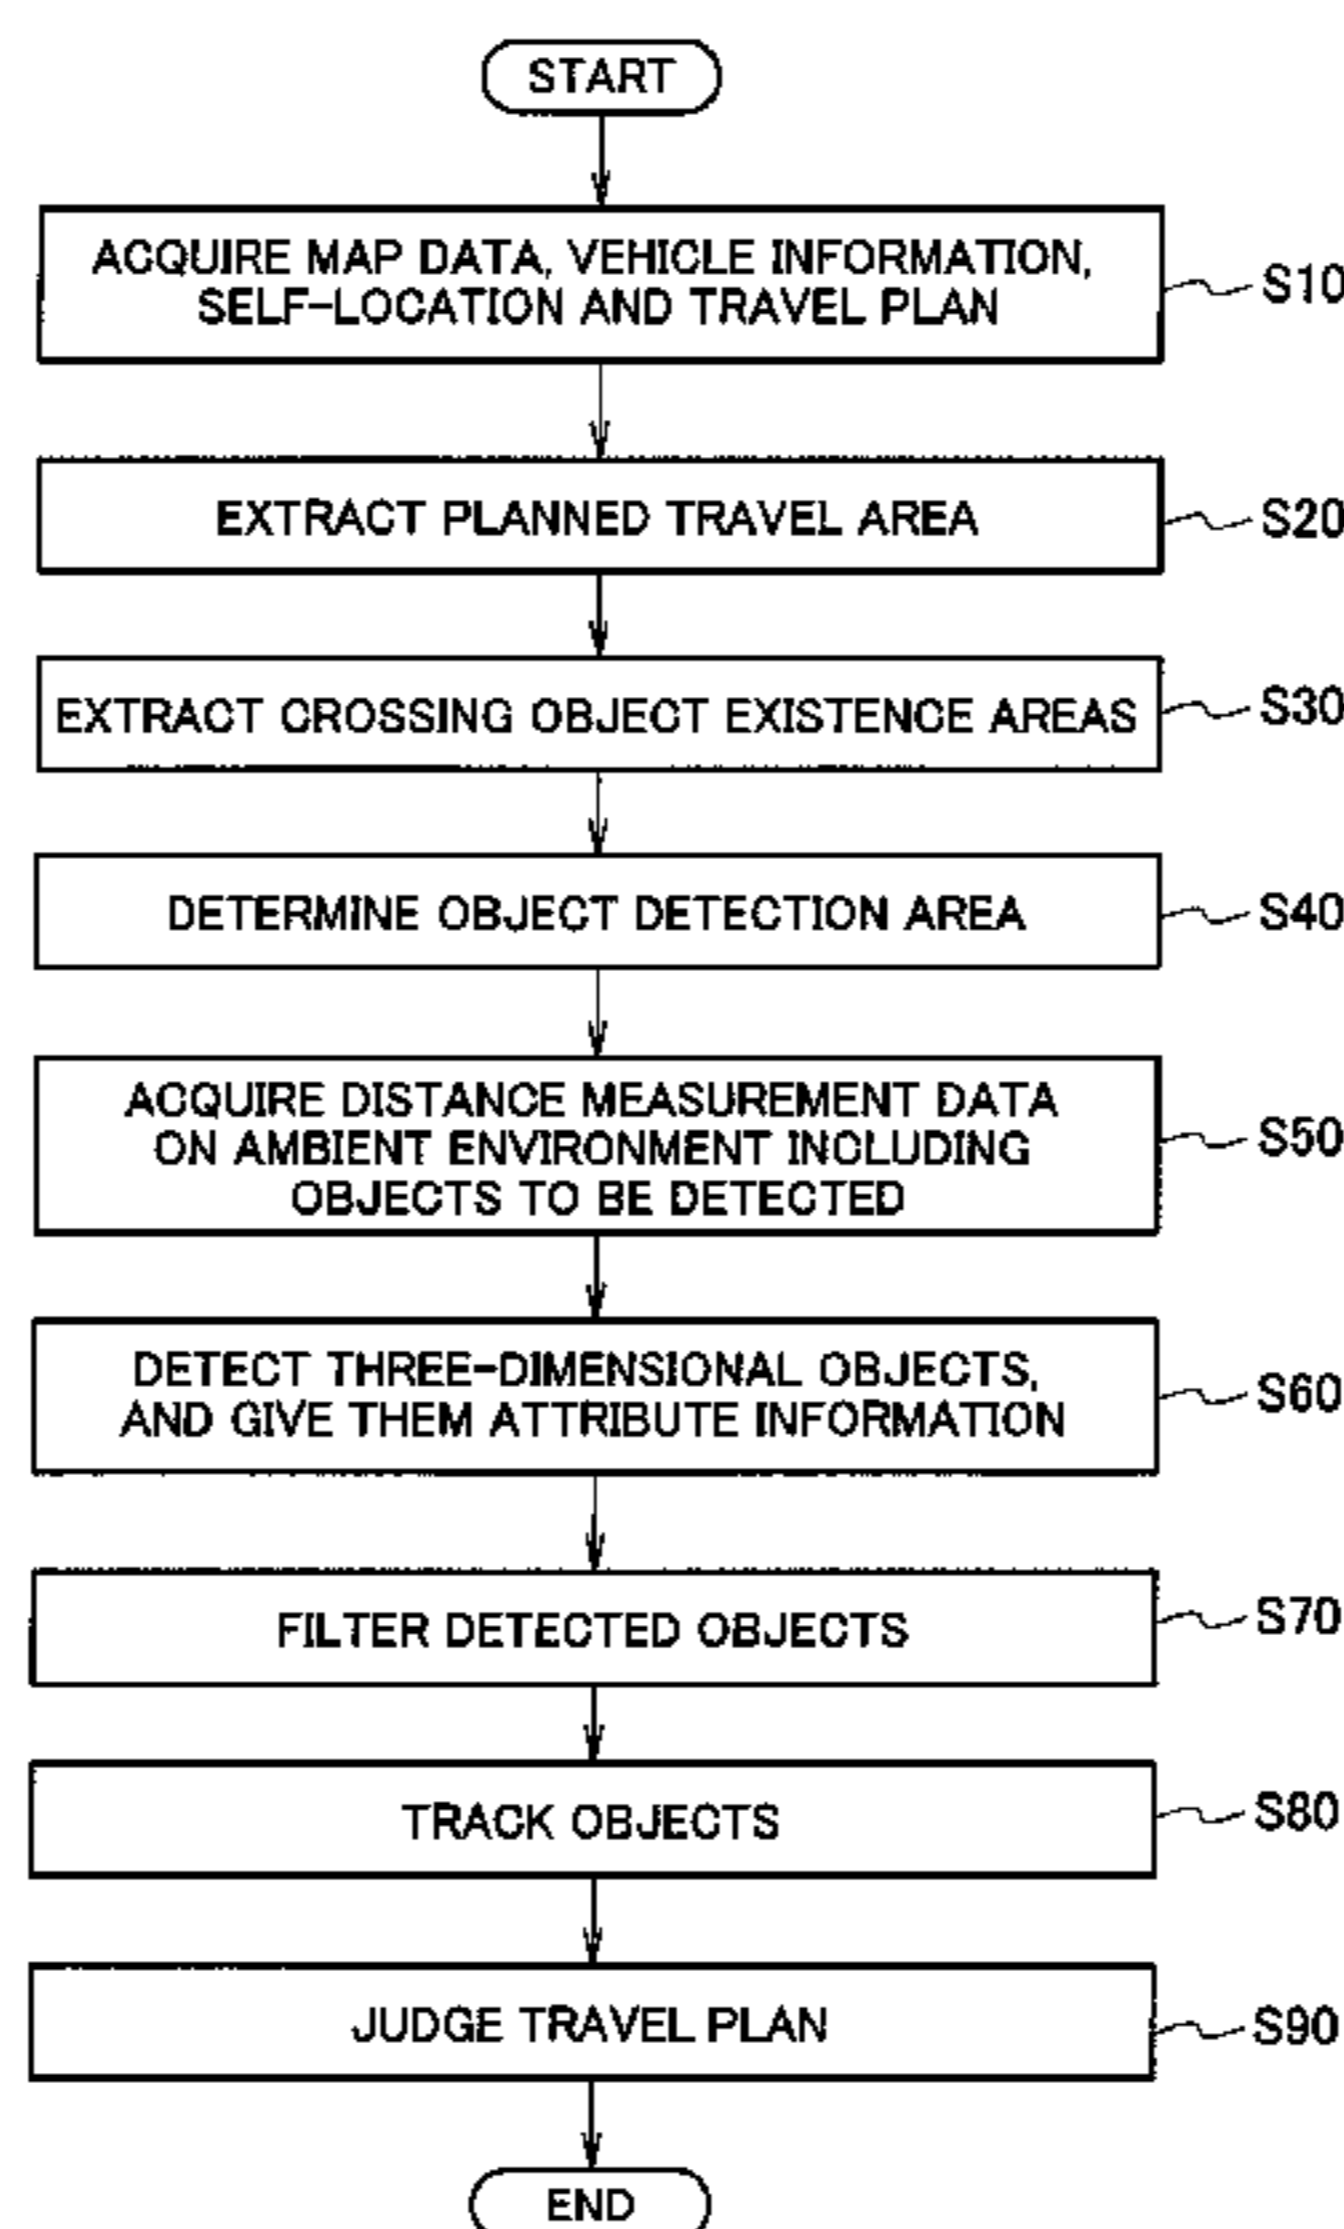 START
ACQUIRE MAP DATA, VEHICLE INFORMATION,
SELF-LOCATION AND TRAVEL PLAN
S10
EXTRACT PLANNED TRAVEL AREA
S20
EXTRACT CROSSING OBJECT EXISTENCE AREAS
S30
DETERMINE OBJECT DETECTION AREA
S40
ACQUIRE DISTANCE MEASUREMENT DATA
ON AMBIENT ENVIRONMENT INCLUDING
OBJECTS TO BE DETECTED
S50
DETECT THREE-DIMENSIONAL OBJECTS,
AND GIVE THEM ATTRIBUTE INFORMATION
S60
FILTER DETECTED OBJECTS
S70
TRACK OBJECTS
S80
JUDGE TRAVEL PLAN
S90
END